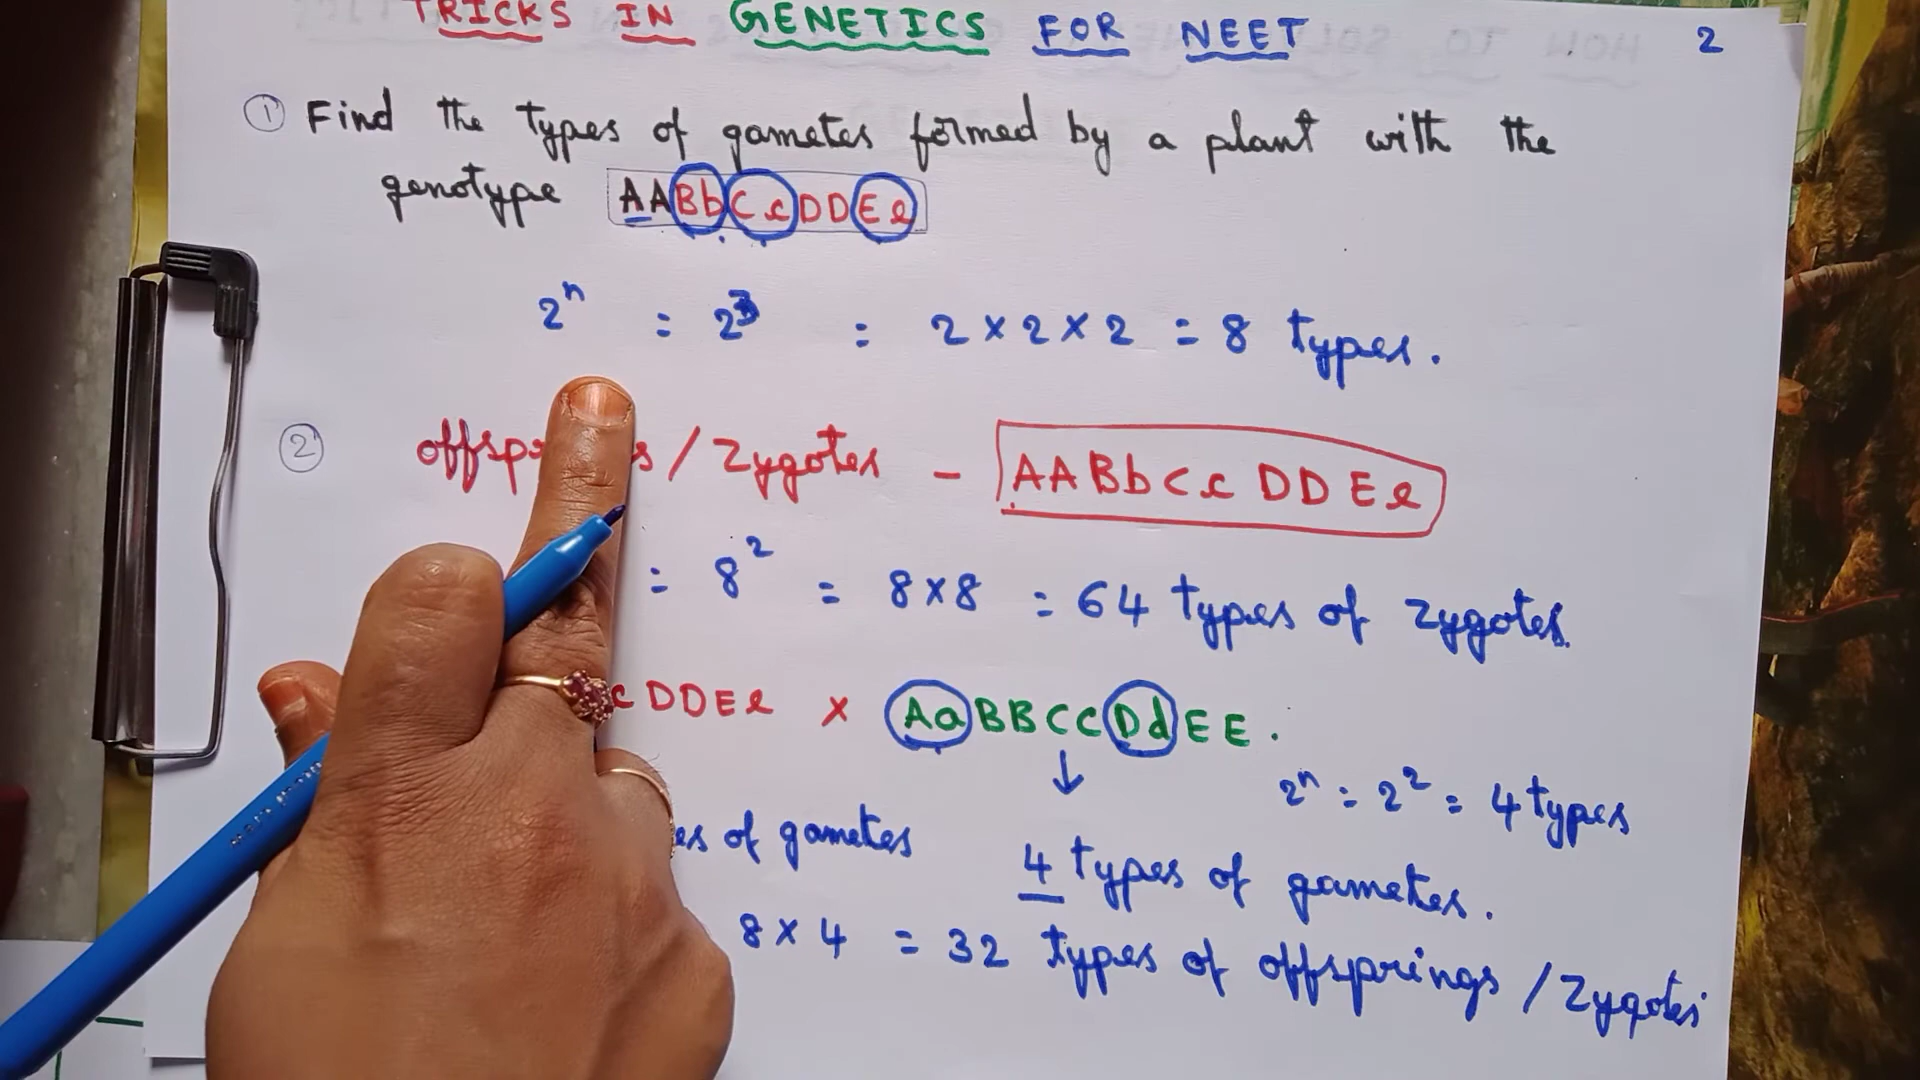 TRICKS IN GENETICS FOR NEET 2
① Find the types of gametes formed by a plant with the
genotype AABbCcDDEe
2ⁿ = 2³ = 2 × 2 × 2 = 8 types.
② / Zygotes - AABbCcDDEe
= 8² = 8×8 = 64 types of zygotes.
cDDEe × AaBBCCDdEE.
↓
2ⁿ = 2² = 4 types
of gametes 4 types of gametes.
8 × 4 = 32 types of offsprings / Zygotes